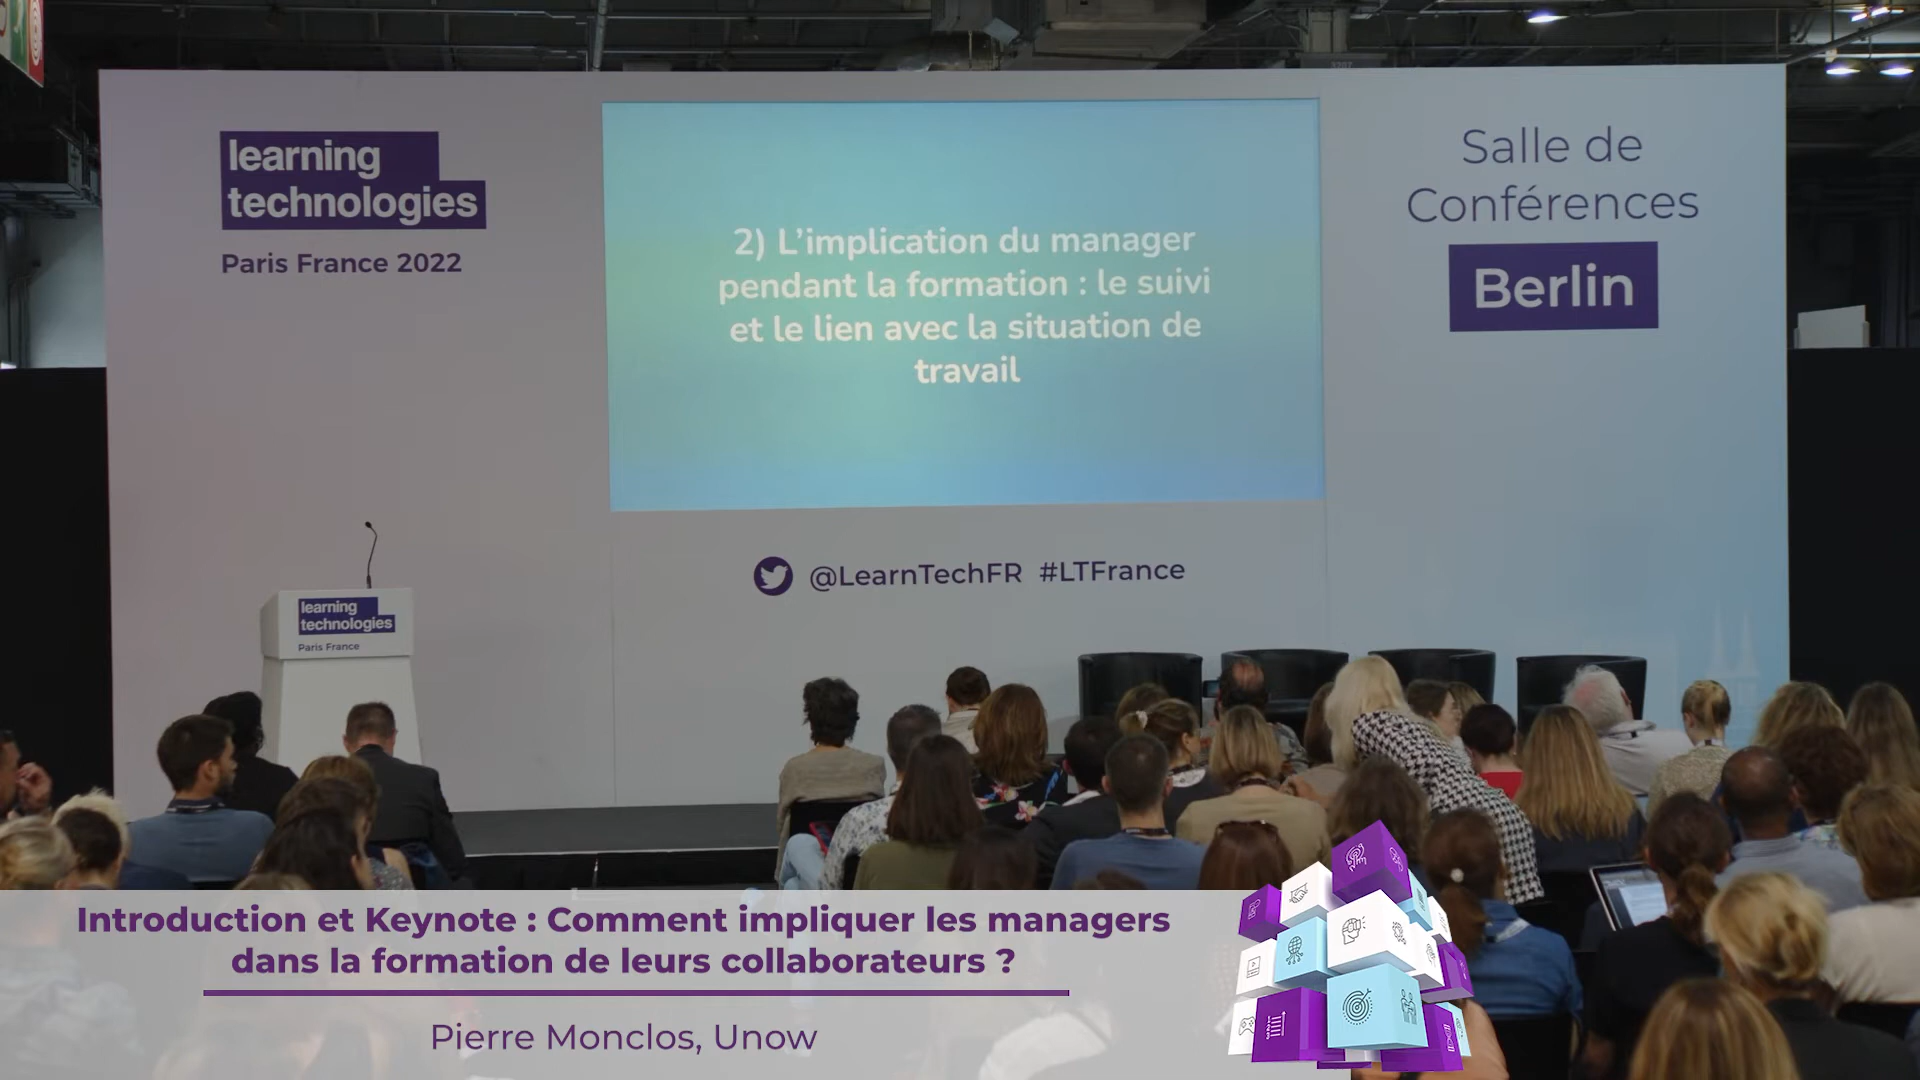 learning
technologies
Paris France 2022
2) L’implication du manager
pendant la formation : le suivi
et le lien avec la situation de
travail
Salle de
Conférences
Berlin
@LearnTechFR #LTFrance
learning
technologies
Paris France
Introduction et Keynote : Comment impliquer les managers
dans la formation de leurs collaborateurs ?
Pierre Monclos, Unow